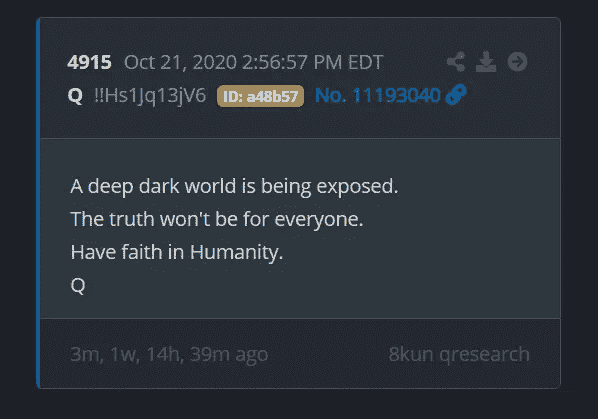 4915 Oct 21, 2020 2:56:57 PM EDT
Q !!Hs1Jq13jV6 ID: a48b57 No. 11193040
A deep dark world is being exposed.
The truth won't be for everyone.
Have faith in Humanity.
Q
3m, 1w, 14h, 39m ago 8kun qresearch